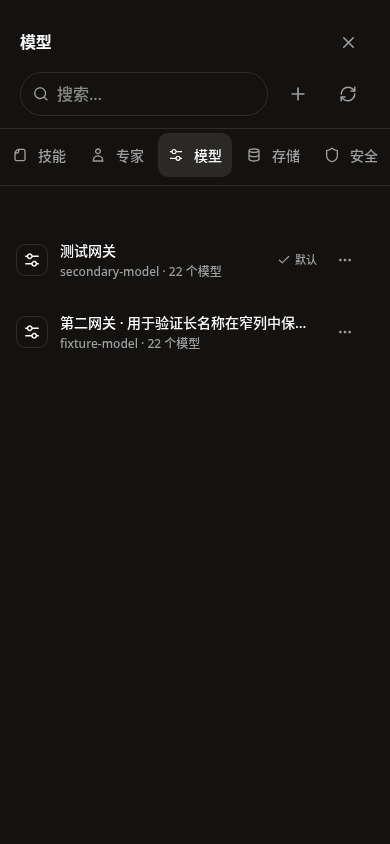 模型
搜索...
技能 专家 模型 存储 安全
测试网关
secondary-model · 22 个模型
默认
第二网关 · 用于验证长名称在窄列中保...
fixture-model · 22 个模型